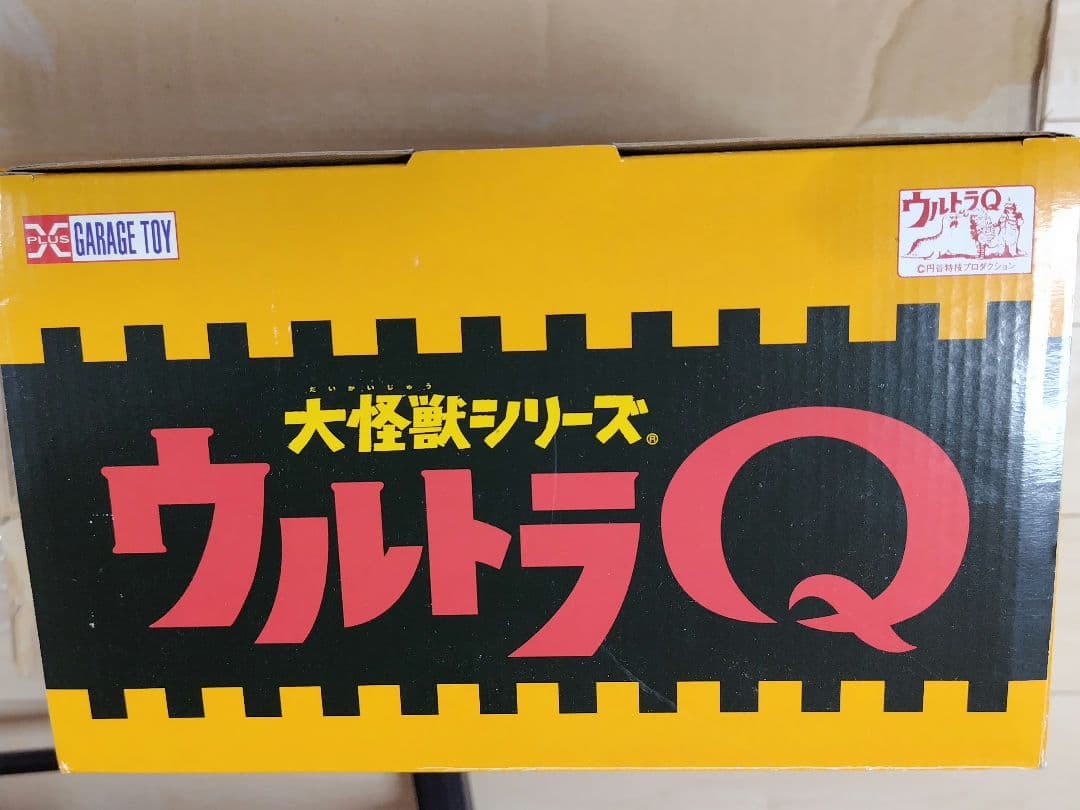 X PLUS GARAGE TOY
ウルトラQ
©円谷特技プロダクション
だいかいじゅう
大怪獣シリーズ®
ウルトラQ